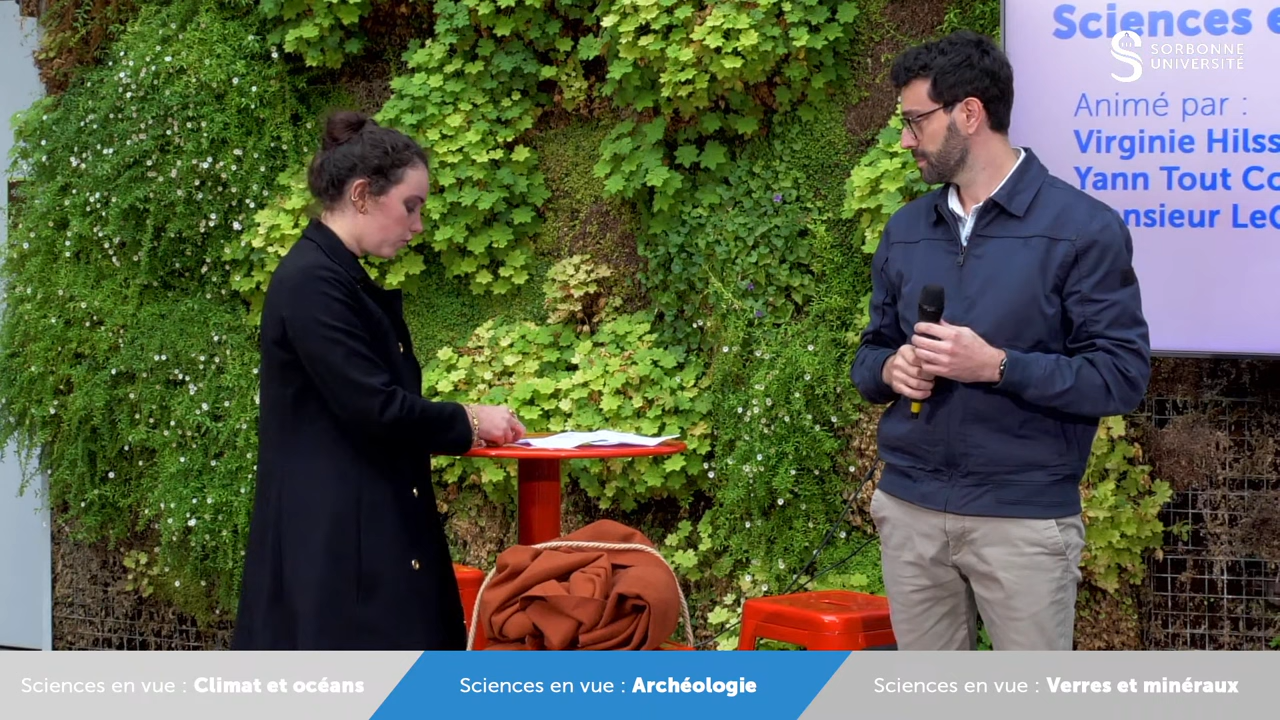 Sciences e
SORBONNE
UNIVERSITÉ
Animé par :
Virginie Hilss
Yann Tout Co
nsieur LeC
Sciences en vue : Climat et océans
Sciences en vue : Archéologie
Sciences en vue : Verres et minéraux